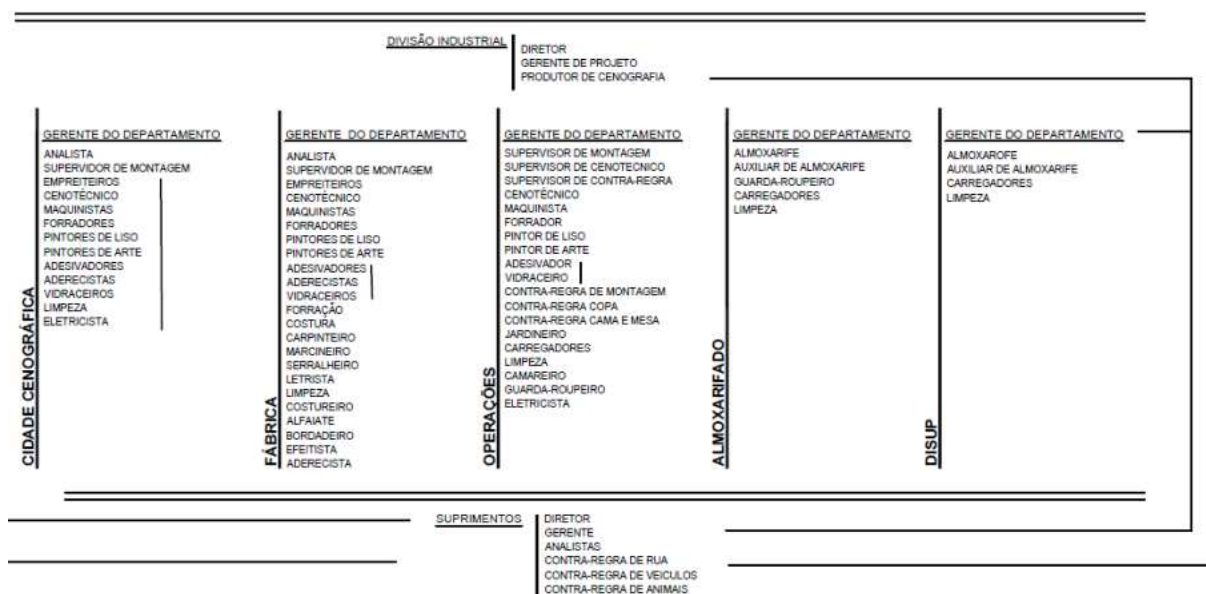 DIVISÃO INDUSTRIAL
DIRETOR
GERENTE DE PROJETO
PRODUTOR DE CENOGRAFIA
CIDADE CENOGRÁFICA
GERENTE DO DEPARTAMENTO
ANALISTA
SUPERVIDOR DE MONTAGEM
EMPREITEIROS
CENOTÉCNICO
MAQUINISTAS
FORRADORES
PINTORES DE LISO
PINTORES DE ARTE
ADESIVADORES
ADERECISTAS
VIDRACEIROS
LIMPEZA
ELETRICISTA
FÁBRICA
GERENTE DO DEPARTAMENTO
ANALISTA
SUPERVIDOR DE MONTAGEM
EMPREITEIROS
CENOTÉCNICO
MAQUINISTAS
FORRADORES
PINTORES DE LISO
PINTORES DE ARTE
ADESIVADORES
ADERECISTAS
VIDRACEIROS
FORRAÇÃO
COSTURA
CARPINTEIRO
MARCINEIRO
SERRALHEIRO
LETRISTA
LIMPEZA
COSTUREIRO
ALFAIATE
BORDADEIRO
EFEITISTA
ADERECISTA
OPERAÇÕES
GERENTE DO DEPARTAMENTO
SUPERVISOR DE MONTAGEM
SUPERVISOR DE CENOTECNICO
SUPERVISOR DE CONTRA-REGRA
CENOTÉCNICO
MAQUINISTA
FORRADOR
PINTOR DE LISO
PINTOR DE ARTE
ADESIVADOR
VIDRACEIRO
CONTRA-REGRA DE MONTAGEM
CONTRA-REGRA COPA
CONTRA-REGRA CAMA E MESA
JARDINEIRO
CARREGADORES
LIMPEZA
CAMAREIRO
GUARDA-ROUPEIRO
ELETRICISTA
ALMOXARIFADO
GERENTE DO DEPARTAMENTO
ALMOXARIFE
AUXILIAR DE ALMOXARIFE
GUARDA-ROUPEIRO
CARREGADORES
LIMPEZA
DISUP
GERENTE DO DEPARTAMENTO
ALMOXAROFE
AUXILIAR DE ALMOXARIFE
CARREGADORES
LIMPEZA
SUPRIMENTOS
DIRETOR
GERENTE
ANALISTAS
CONTRA-REGRA DE RUA
CONTRA-REGRA DE VEICULOS
CONTRA-REGRA DE ANIMAIS